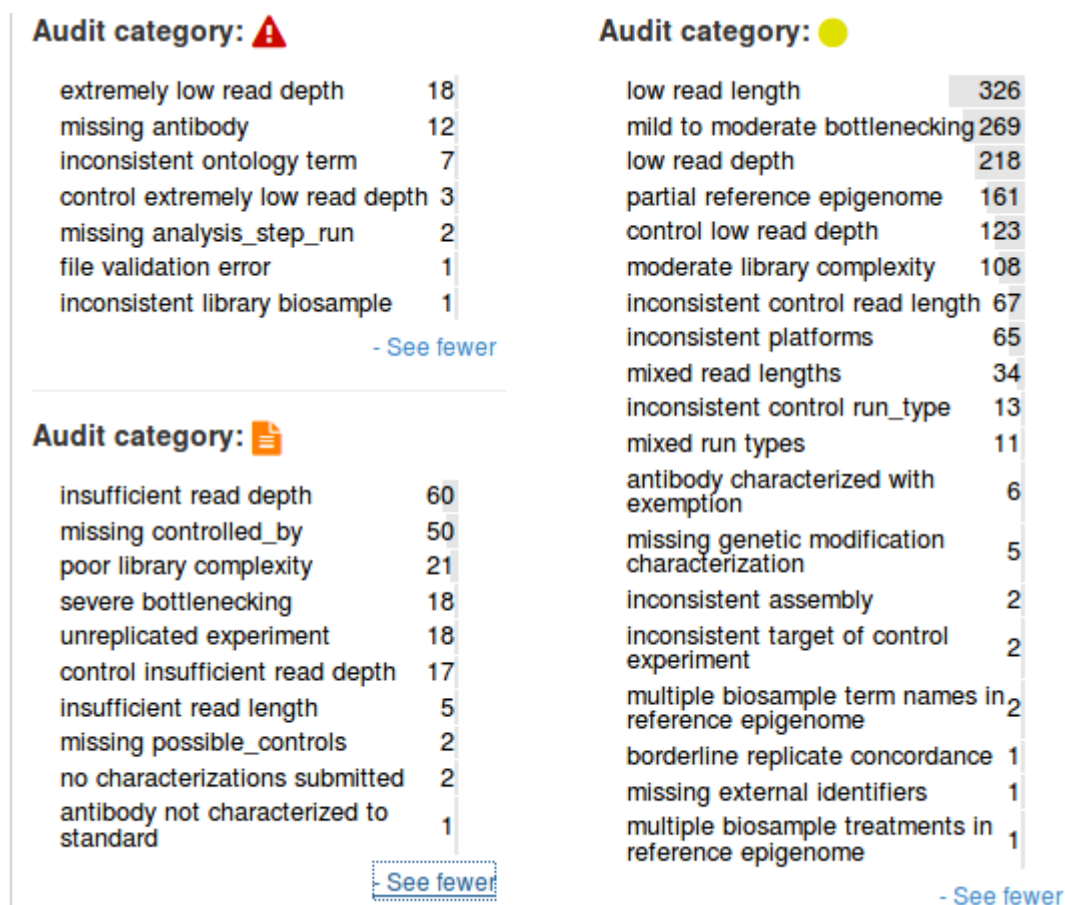 Audit category:
extremely low read depth 18
missing antibody 12
inconsistent ontology term 7
control extremely low read depth 3
missing analysis_step_run 2
file validation error 1
inconsistent library biosample 1
- See fewer
Audit category:
insufficient read depth 60
missing controlled_by 50
poor library complexity 21
severe bottlenecking 18
unreplicated experiment 18
control insufficient read depth 17
insufficient read length 5
missing possible_controls 2
no characterizations submitted 2
antibody not characterized to
standard 1
- See fewer
Audit category:
low read length 326
mild to moderate bottlenecking 269
low read depth 218
partial reference epigenome 161
control low read depth 123
moderate library complexity 108
inconsistent control read length 67
inconsistent platforms 65
mixed read lengths 34
inconsistent control run_type 13
mixed run types 11
antibody characterized with
exemption 6
missing genetic modification
characterization 5
inconsistent assembly 2
inconsistent target of control
experiment 2
multiple biosample term names in
reference epigenome 2
borderline replicate concordance 1
missing external identifiers 1
multiple biosample treatments in
reference epigenome 1
- See fewer